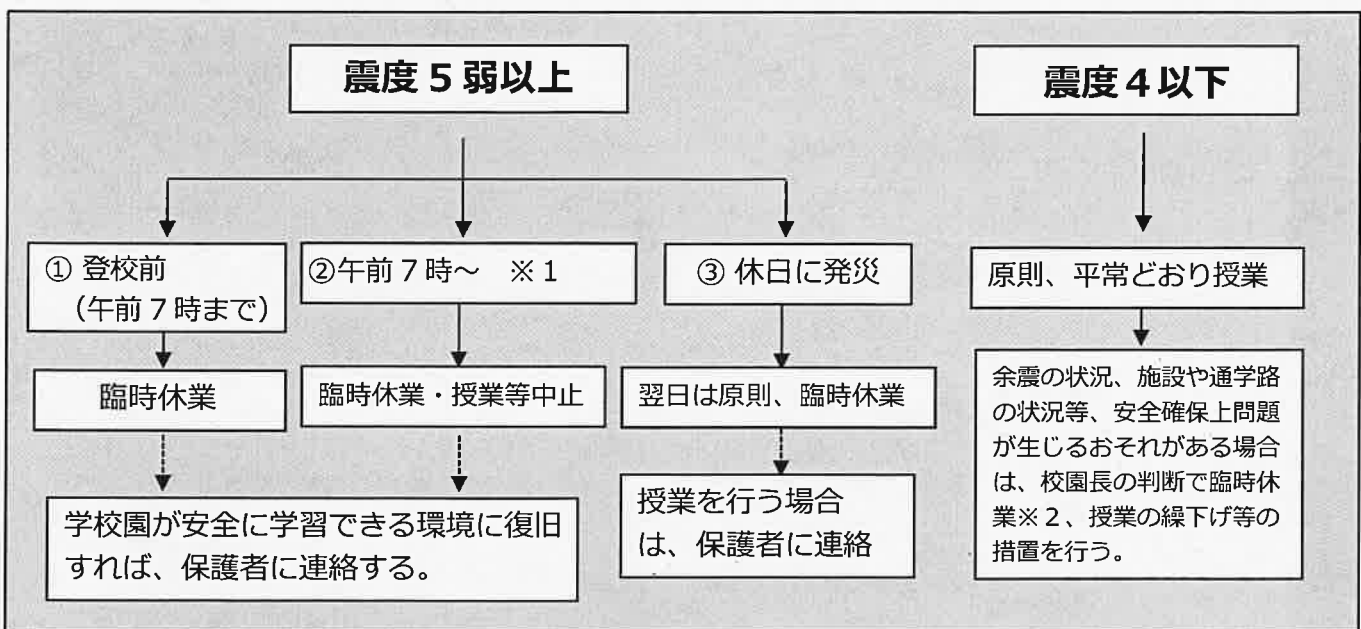 震度５弱以上
震度４以下
① 登校前
（午前７時まで）
②午前７時～　※１
③ 休日に発災
原則、平常どおり授業
臨時休業
臨時休業・授業等中止
翌日は原則、臨時休業
余震の状況、施設や通学路
の状況等、安全確保上問題
が生じるおそれがある場合
は、校園長の判断で臨時休
業※２、授業の繰下げ等の
措置を行う。
学校園が安全に学習できる環境に復旧
すれば、保護者に連絡する。
授業を行う場合
は、保護者に連絡